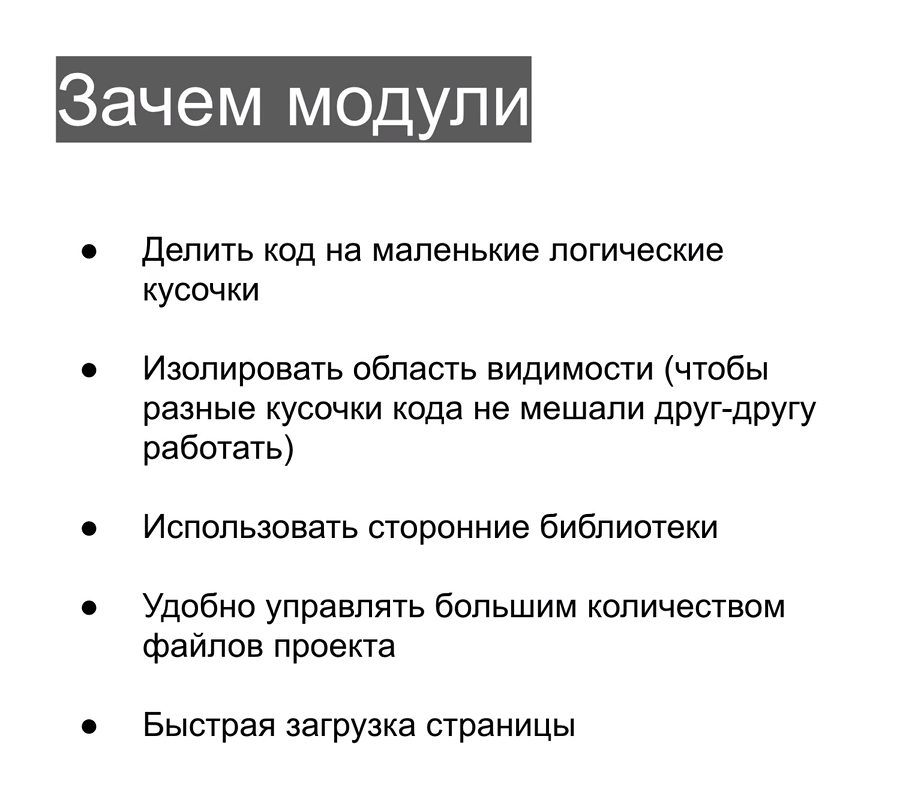 Зачем модули
● Делить код на маленькие логические
кусочки
● Изолировать область видимости (чтобы
разные кусочки кода не мешали друг-другу
работать)
● Использовать сторонние библиотеки
● Удобно управлять большим количеством
файлов проекта
● Быстрая загрузка страницы